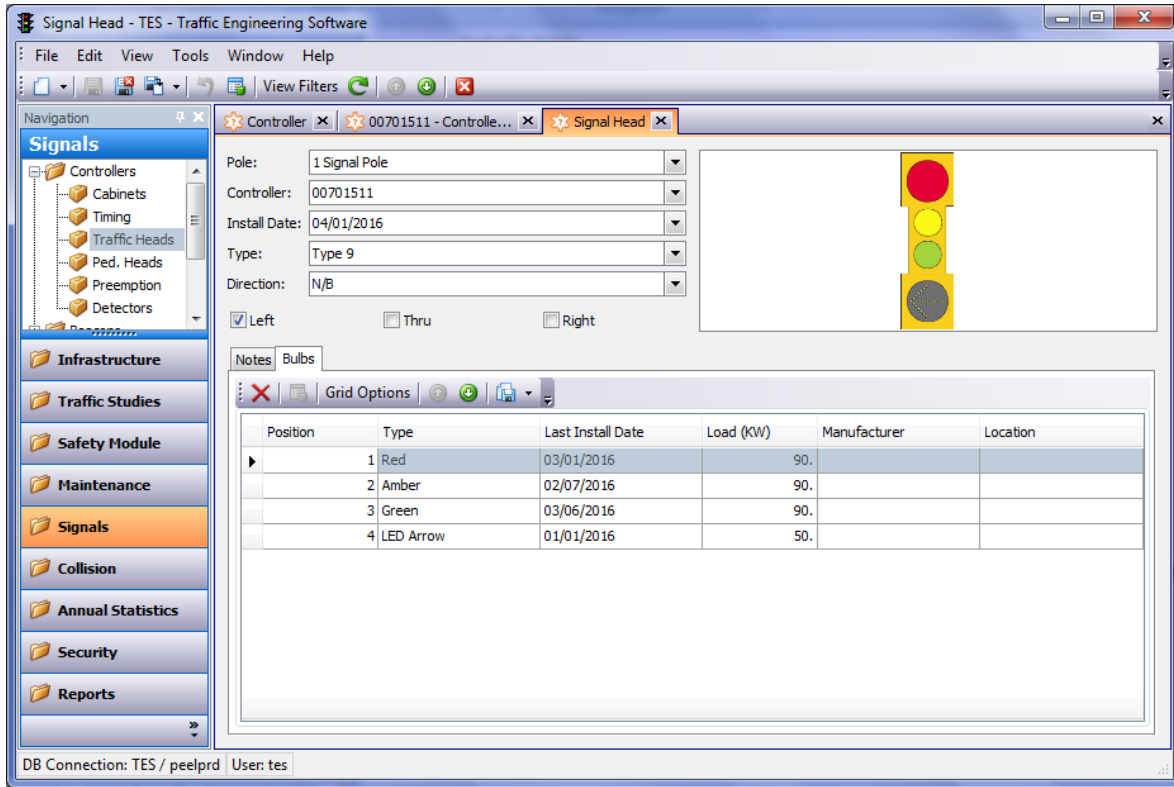 Signal Head - TES - Traffic Engineering Software
File Edit View Tools Window Help
View Filters
Navigation
Signals
Controllers
Cabinets
Timing
Traffic Heads
Ped. Heads
Preemption
Detectors
Infrastructure
Traffic Studies
Safety Module
Maintenance
Signals
Collision
Annual Statistics
Security
Reports
Controller 00701511 - Controlle... Signal Head
Pole: 1 Signal Pole
Controller: 00701511
Install Date: 04/01/2016
Type: Type 9
Direction: N/B
Left Thru Right
Notes Bulbs
Grid Options
Position Type Last Install Date Load (KW) Manufacturer Location
1 Red 03/01/2016 90.
2 Amber 02/07/2016 90.
3 Green 03/06/2016 90.
4 LED Arrow 01/01/2016 50.
DB Connection: TES / peelprd User: tes